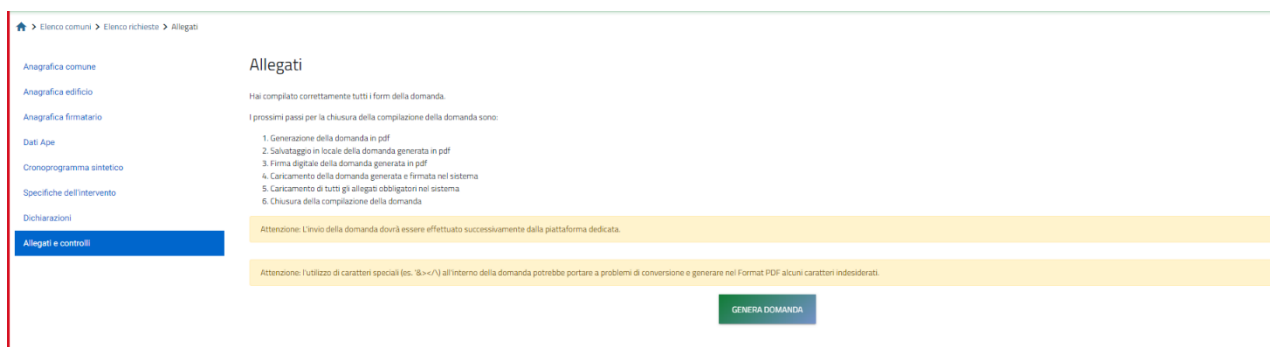 Elenco comuni > Elenco richieste > Allegati
Anagrafica comune
Anagrafica edificio
Anagrafica firmatario
Dati Ape
Cronoprogramma sintetico
Specifiche dell'intervento
Dichiarazioni
Allegati e controlli
Allegati
Hai compilato correttamente tutti i form della domanda.
I prossimi passi per la chiusura della compilazione della domanda sono:
1. Generazione della domanda in pdf
2. Salvataggio in locale della domanda generata in pdf
3. Firma digitale della domanda generata in pdf
4. Caricamento della domanda generata e firmata nel sistema
5. Caricamento di tutti gli allegati obbligatori nel sistema
6. Chiusura della compilazione della domanda
Attenzione: L'invio della domanda dovrà essere effettuato successivamente dalla piattaforma dedicata.
Attenzione: l'utilizzo di caratteri speciali (es. '&></\) all'interno della domanda potrebbe portare a problemi di conversione e generare nel Format PDF alcuni caratteri indesiderati.
GENERA DOMANDA